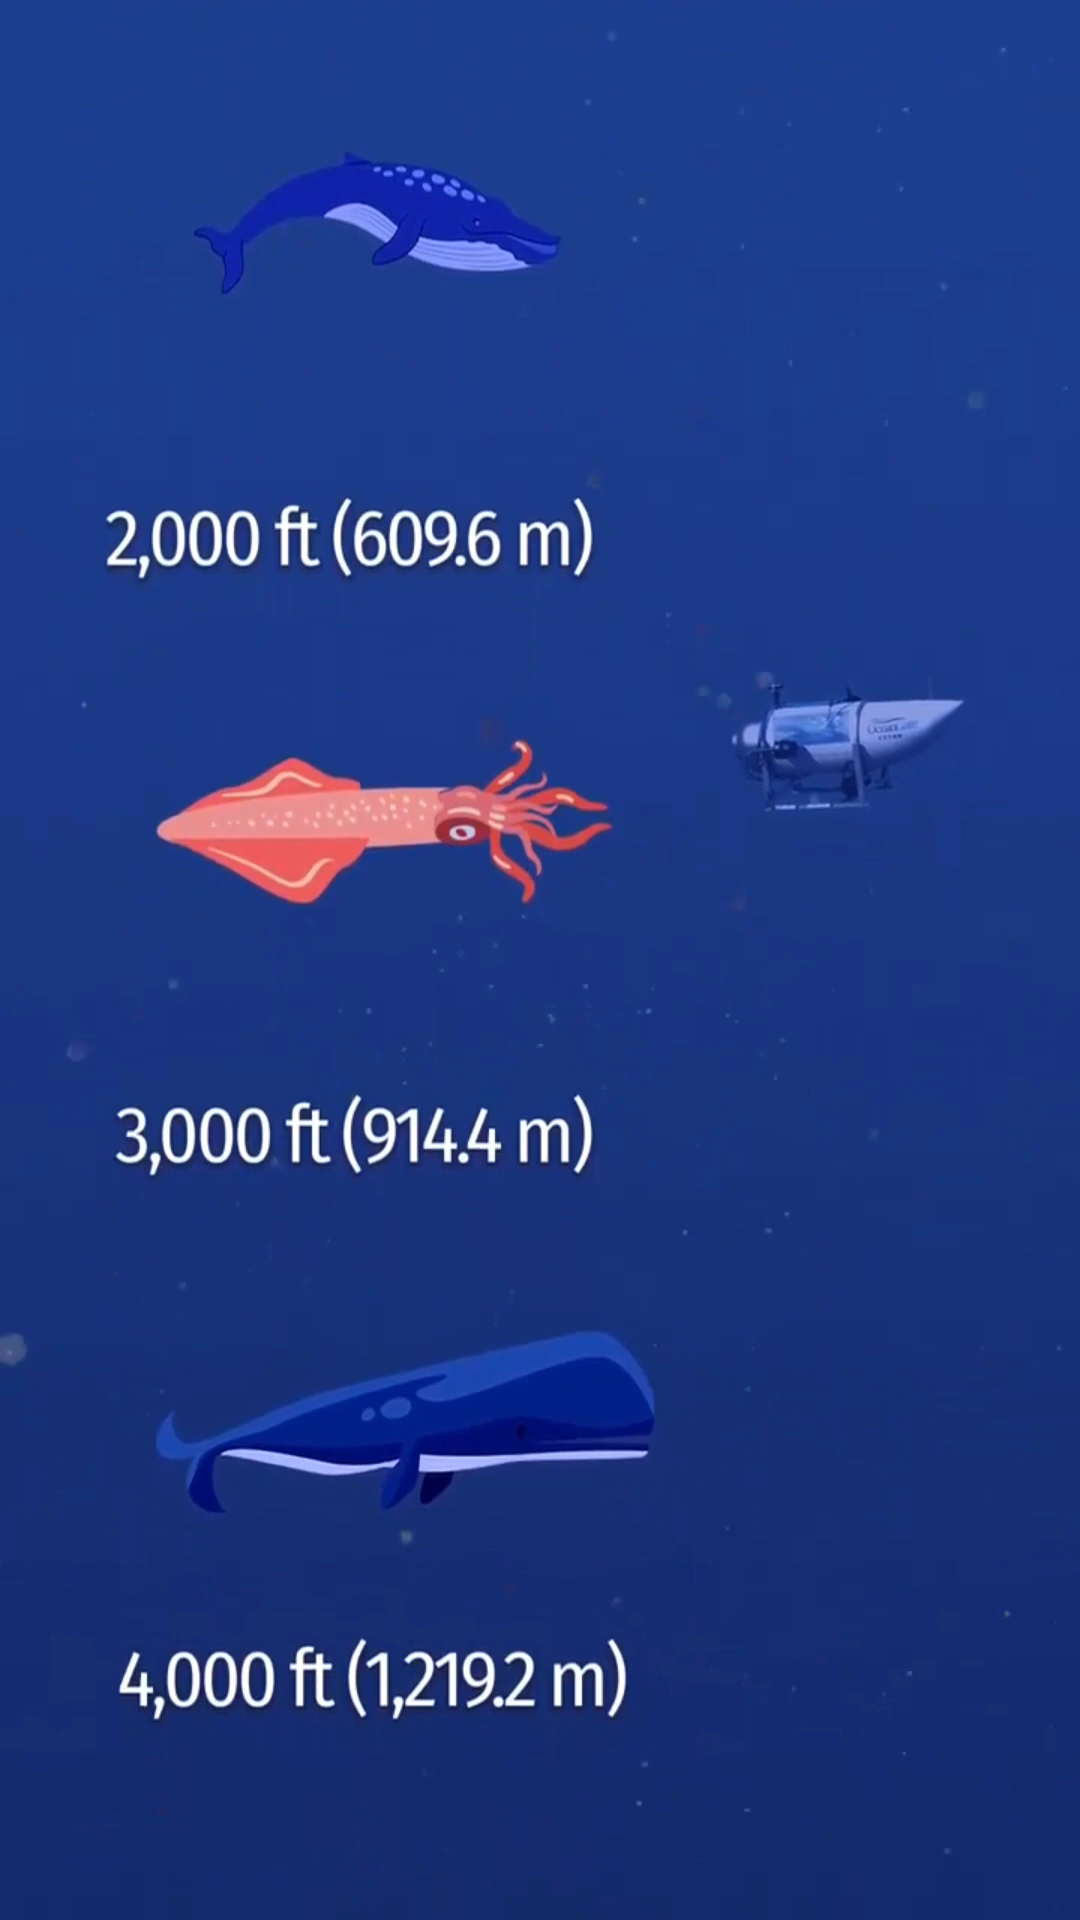 2,000 ft (609.6 m)
3,000 ft (914.4 m)
4,000 ft (1,219.2 m)